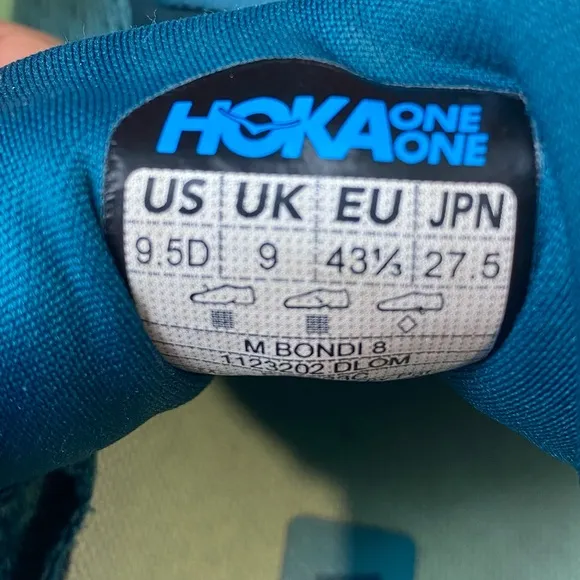 HOKA ONE ONE
US UK EU JPN
9.5D 9 43⅓ 27.5
M BONDI 8
1123202 DLOM